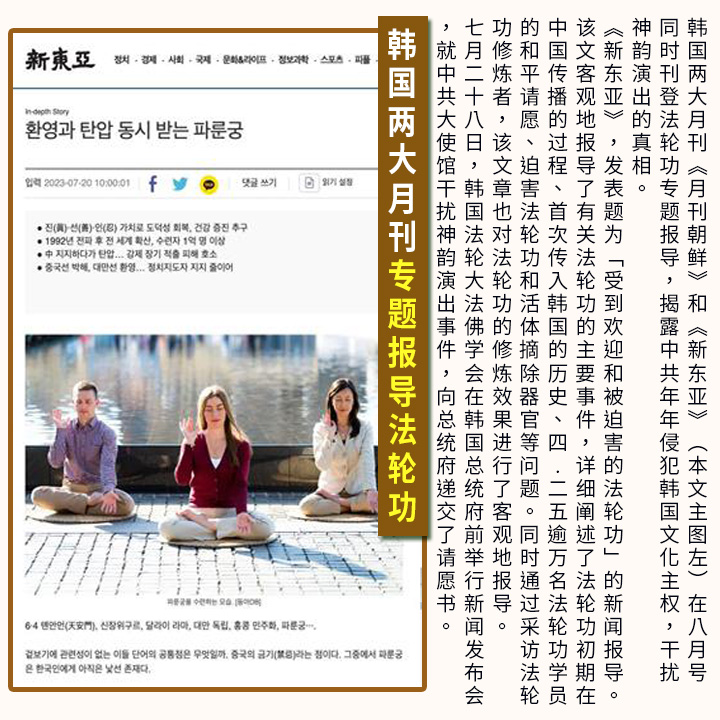 新東亞
정치 · 경제 · 사회 · 국제 · 문화&라이프 · 정보과학 · 스포츠 · 피플 ·
In-depth Story
환영과 탄압 동시 받는 파룬궁
입력 2023-07-20 10:00:01
댓글 쓰기
읽기 설정
● 진(眞)·선(善)·인(忍) 가치로 도덕성 회복, 건강 증진 추구
● 1992년 전파 후 전 세계 확산, 수련자 1억 명 이상
● 中 지지하다가 탄압… 강제 장기 적출 피해 호소
● 중국선 박해, 대만선 환영… 정치지도자 지지 줄이어
파룬궁을 수련하는 모습. [동아DB]
6·4 톈안먼(天安門), 신장위구르, 달라이 라마, 대만 독립, 홍콩 민주화, 파룬궁….
겉보기에 관련성이 없는 이들 단어의 공통점은 무엇일까. 중국의 금기(禁忌)라는 점이다. 그중에서 파룬궁
은 한국인에게 아직은 낯선 존재다.
韩国两大月刊专题报导法轮功
韩国两大月刊《月刊朝鲜》和《新东亚》（本文主图左）在八月号
同时刊登法轮功专题报导，揭露中共年年侵犯韩国文化主权，干扰
神韵演出的真相。
《新东亚》，发表题为「受到欢迎和被迫害的法轮功」的新闻报导。
该文客观地报导了有关法轮功的主要事件，详细阐述了法轮功初期在
中国传播的过程、首次传入韩国的历史、四.二五逾万名法轮功学员
的和平请愿、迫害法轮功和活体摘除器官等问题。同时通过采访法轮
功修炼者，该文章也对法轮功的修炼效果进行了客观地报导。
七月二十八日，韩国法轮大法佛学会在韩国总统府前举行新闻发布会
，就中共大使馆干扰神韵演出事件，向总统府递交了请愿书。